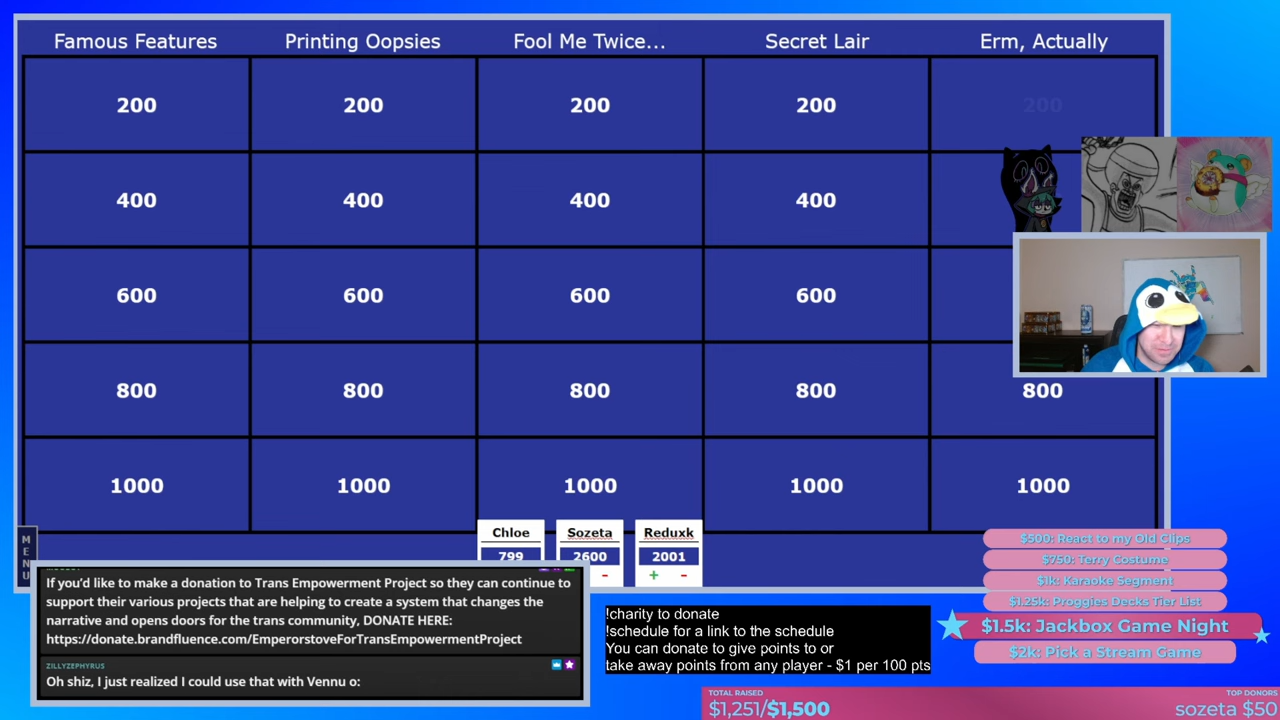 Famous Features
Printing Oopsies
Fool Me Twice...
Secret Lair
Erm, Actually
200
200
200
200
200
400
400
400
400
600
600
600
600
800
800
800
800
800
1000
1000
1000
1000
1000
MENU
Chloe
799
Sozeta
2600
-
Reduxk
2001
+ -
If you'd like to make a donation to Trans Empowerment Project so they can continue to
support their various projects that are helping to create a system that changes the
narrative and opens doors for the trans community, DONATE HERE:
https://donate.brandfluence.com/EmperorstoveForTransEmpowermentProject
ZILLYZEPHYRUS
Oh shiz, I just realized I could use that with Vennu o:
!charity to donate
!schedule for a link to the schedule
You can donate to give points to or
take away points from any player - $1 per 100 pts
$500: React to my Old Clips
$750: Terry Costume
$1k: Karaoke Segment
$1.25k: Proggies Decks Tier List
$1.5k: Jackbox Game Night
$2k: Pick a Stream Game
TOTAL RAISED
$1,251/$1,500
TOP DONORS
sozeta $50